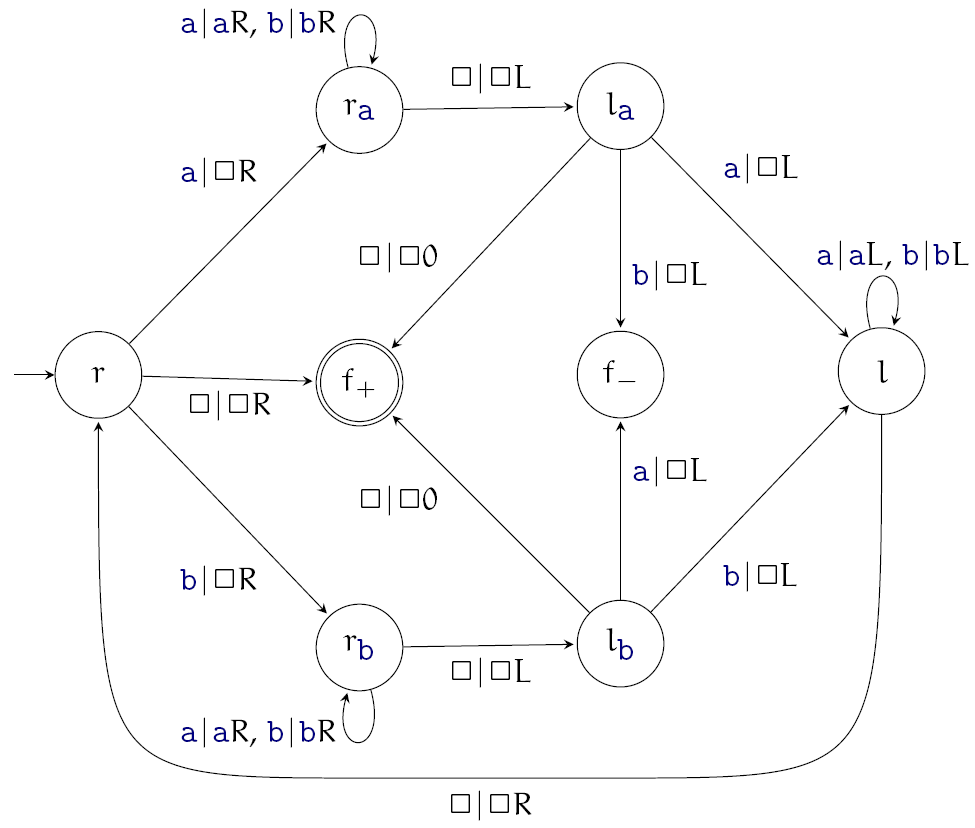 a|aR, b|bR
□|□L
r_a
l_a
a|□R
a|□L
□|□0
b|□L
a|aL, b|bL
r
□|□R
f_+
f_−
l
□|□0
a|□L
b|□R
b|□L
r_b
l_b
□|□L
a|aR, b|bR
□|□R